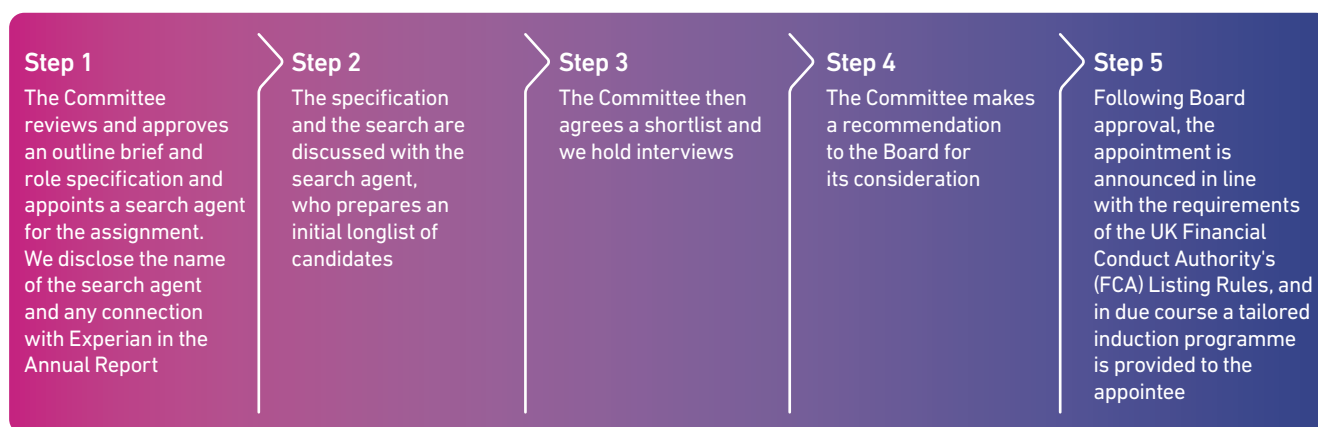 Step 1
The Committee
reviews and approves
an outline brief and
role specification and
appoints a search agent
for the assignment.
We disclose the name
of the search agent
and any connection
with Experian in the
Annual Report
Step 2
The specification
and the search are
discussed with the
search agent,
who prepares an
initial longlist of
candidates
Step 3
The Committee then
agrees a shortlist and
we hold interviews
Step 4
The Committee makes
a recommendation
to the Board for
its consideration
Step 5
Following Board
approval, the
appointment is
announced in line
with the requirements
of the UK Financial
Conduct Authority's
(FCA) Listing Rules, and
in due course a tailored
induction programme
is provided to the
appointee